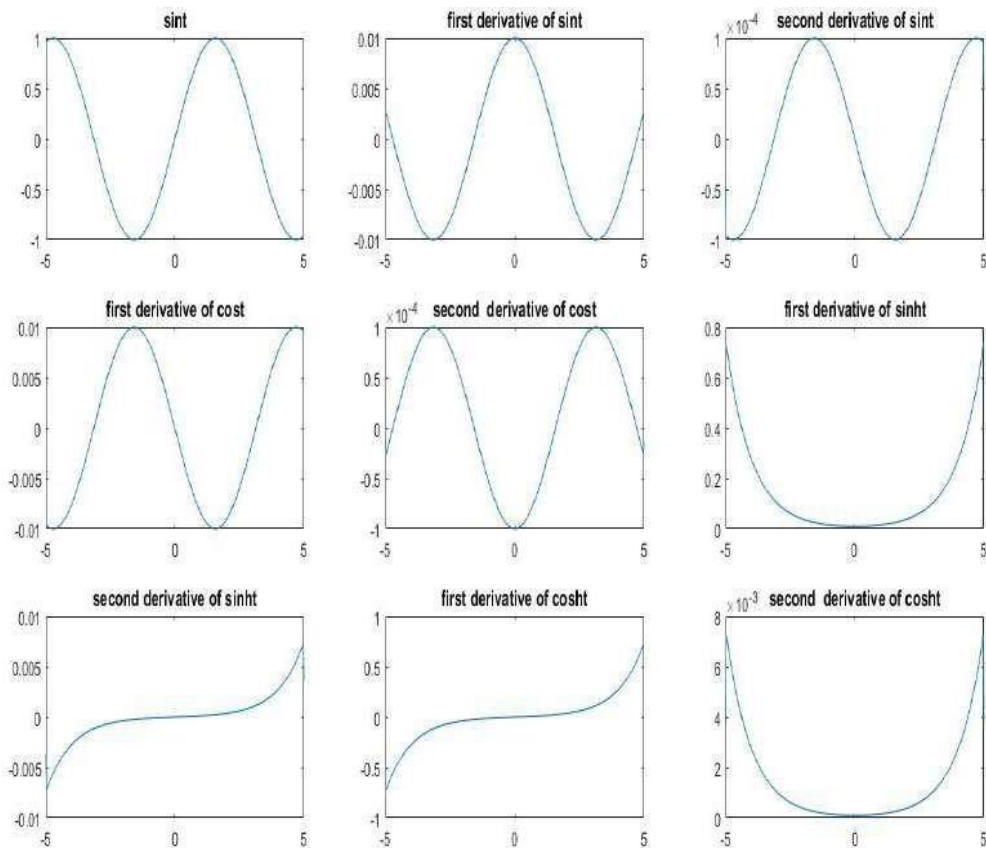 sint
1
0.5
0
-0.5
-1
-5 0 5
first derivative of sint
0.01
0.005
0
-0.005
-0.01
-5 0 5
×10^-4 second derivative of sint
1
0.5
0
-0.5
-1
-5 0 5
first derivative of cost
0.01
0.005
0
-0.005
-0.01
-5 0 5
×10^-4 second derivative of cost
1
0.5
0
-0.5
-1
-5 0 5
first derivative of sinht
0.8
0.6
0.4
0.2
0
-5 0 5
second derivative of sinht
0.01
0.005
0
-0.005
-0.01
-5 0 5
first derivative of cosht
1
0.5
0
-0.5
-1
-5 0 5
×10^-3 second derivative of cosht
8
6
4
2
0
-5 0 5